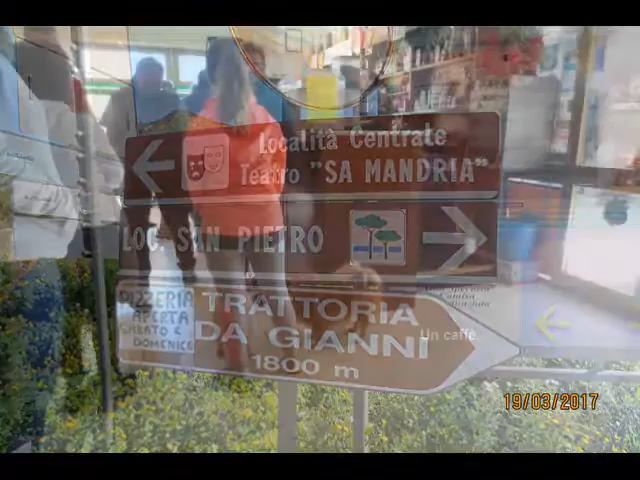 Località Centrale
Teatro "SA MANDRIA"
LOC. SAN PIETRO
PIZZERIA
APERTA
SABATO E
DOMENICO
TRATTORIA
DA GIANNI
1800 m
Un caffè.
19/03/2017